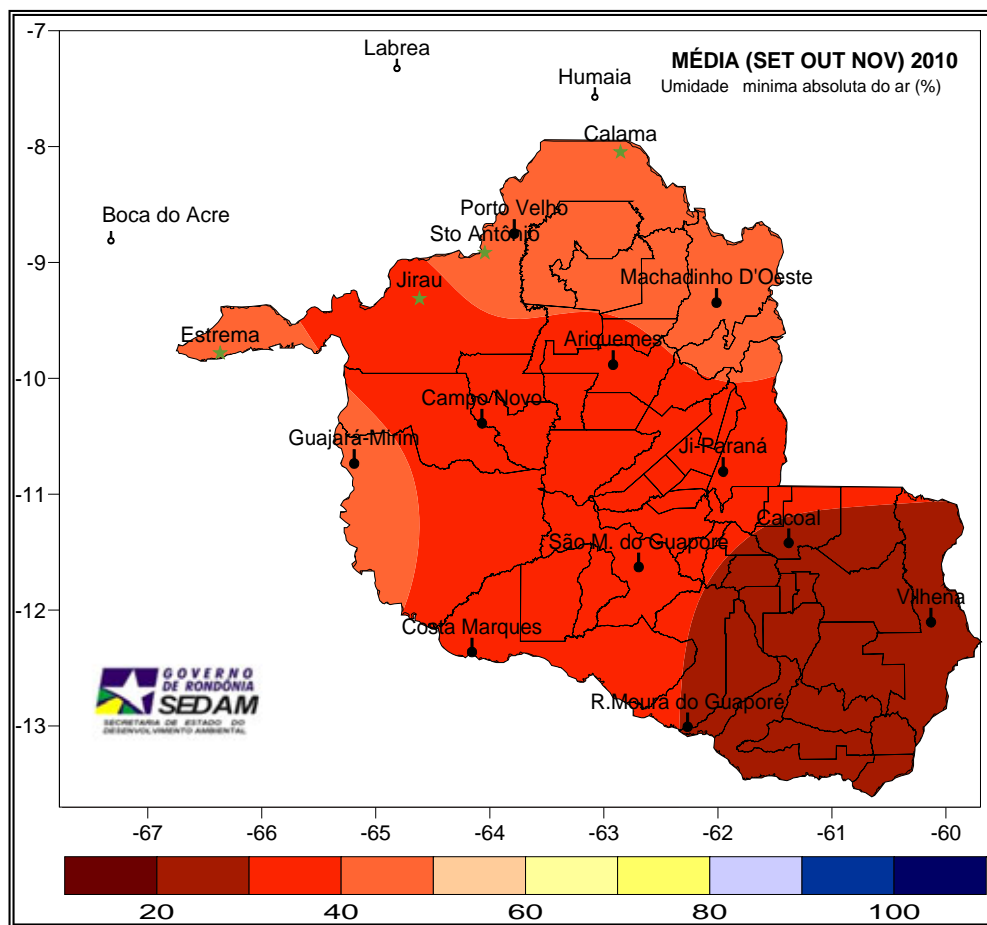 -7
Labrea
MÉDIA (SET OUT NOV) 2010
Humaia
Umidade minima absoluta do ar (%)
Calama
-8
Boca do Acre
Porto Velho
Sto Antônio
-9
Jirau
Machadinho D'Oeste
Estrema
Ariquemes
-10
Campo Novo
Guajará-Mirim
Ji-Paraná
-11
Cacoal
São M. do Guaporé
-12
Vilhena
Costa Marques
GOVERNO
DE RONDÔNIA
SEDAM
SECRETARIA DE ESTADO DO
DESENVOLVIMENTO AMBIENTAL
R.Moura do Guaporé
-13
-67 -66 -65 -64 -63 -62 -61 -60
20 40 60 80 100